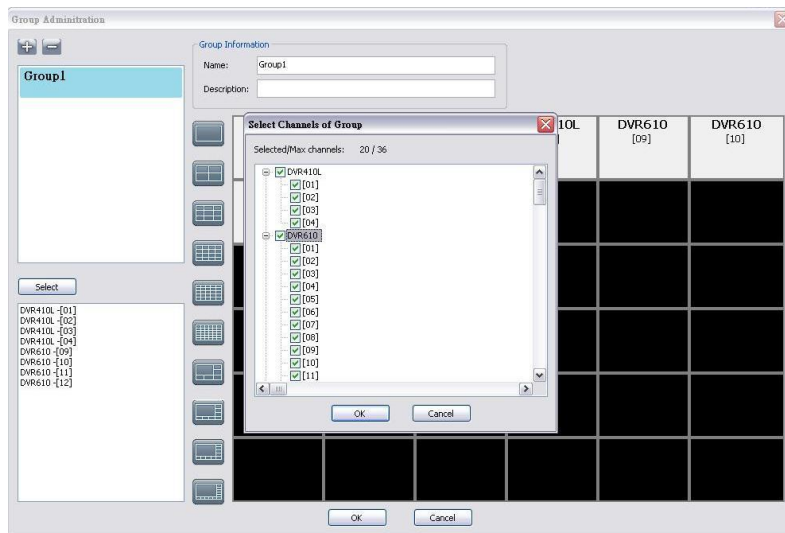 Group Adminitration
Group Information
Name: Group1
Description:
Group1
Select Channels of Group
Selected/Max channels: 20 / 36
DVR410L
[01]
[02]
[03]
[04]
DVR610
[01]
[02]
[03]
[04]
[05]
[06]
[07]
[08]
[09]
[10]
[11]
OK Cancel
10L
DVR610
[09]
DVR610
[10]
Select
DVR410L -[01]
DVR410L -[02]
DVR410L -[03]
DVR410L -[04]
DVR610 -[09]
DVR610 -[10]
DVR610 -[11]
DVR610 -[12]
OK Cancel